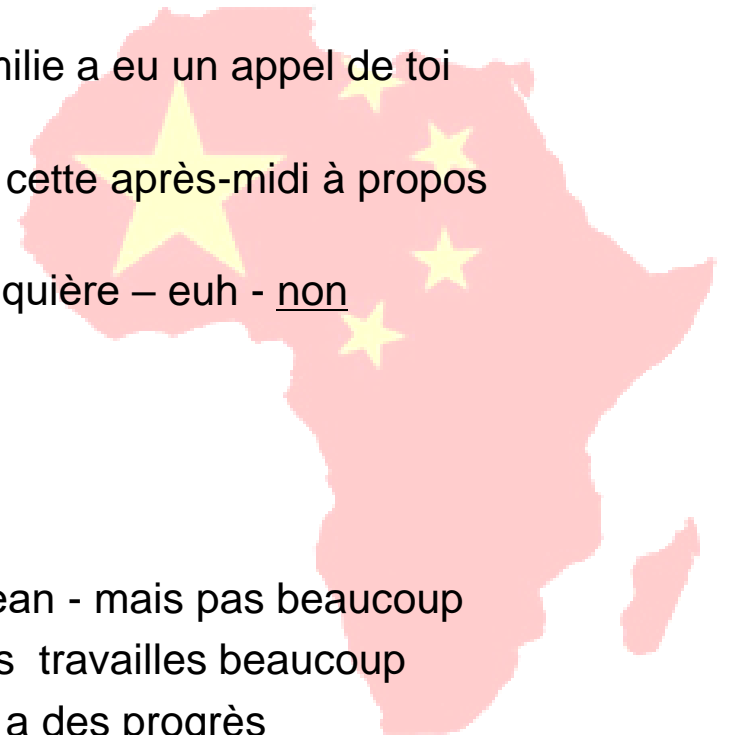 ilie a eu un appel de toi
cette après-midi à propos
quière – euh - non
ean - mais pas beaucoup
s travailles beaucoup
a des progrès